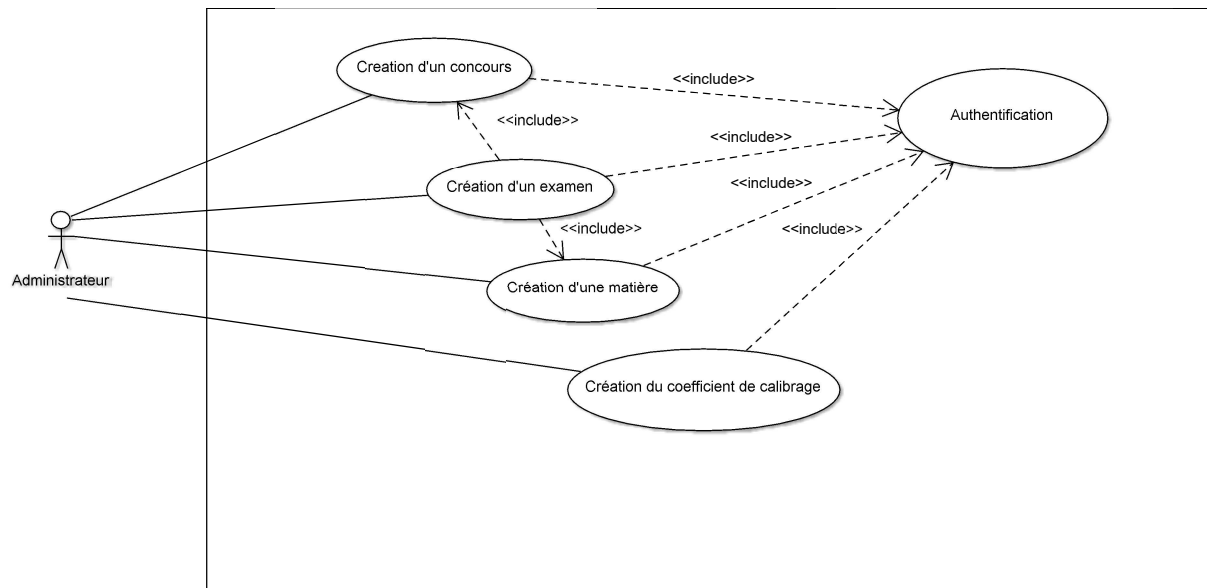 Creation d'un concours
<<include>>
Authentification
<<include>>
<<include>>
Création d'un examen
<<include>>
<<include>>
<<include>>
Administrateur
Création d'une matière
Création du coefficient de calibrage